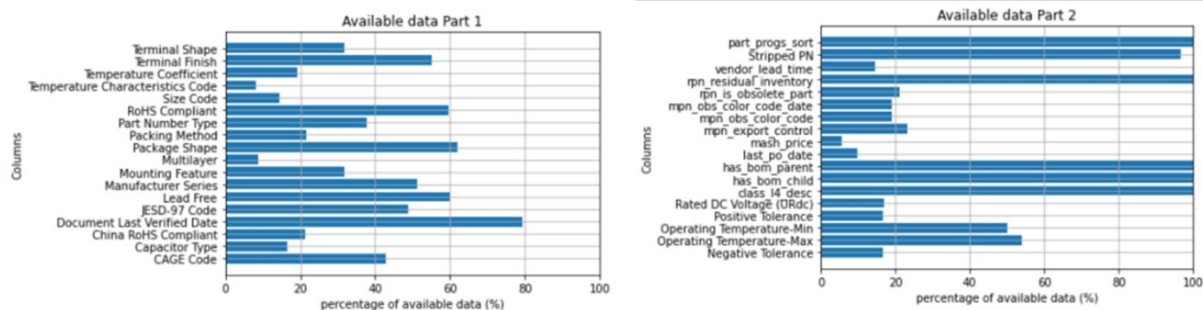 Available data Part 1
Columns
Terminal Shape
Terminal Finish
Temperature Coefficient
Temperature Characteristics Code
Size Code
RoHS Compliant
Part Number Type
Packing Method
Package Shape
Multilayer
Mounting Feature
Manufacturer Series
Lead Free
JESD-97 Code
Document Last Verified Date
China RoHS Compliant
Capacitor Type
CAGE Code
0 20 40 60 80 100
percentage of available data (%)
Available data Part 2
Columns
part_progs_sort
Stripped PN
vendor_lead_time
rpn_residual_inventory
rpn_is_obsolete_part
mpn_obs_color_code_date
mpn_obs_color_code
mpn_export_control
mash_price
last_po_date
has_bom_parent
has_bom_child
class_l4_desc
Rated DC Voltage (URdc)
Positive Tolerance
Operating Temperature-Min
Operating Temperature-Max
Negative Tolerance
0 20 40 60 80 100
percentage of available data (%)